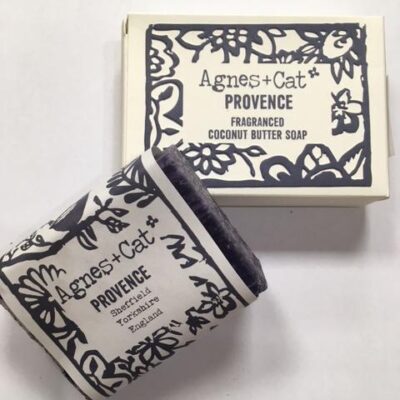 Agnes+Cat
PROVENCE
FRAGRANCED
COCONUT BUTTER SOAP
Agnes+Cat
PROVENCE
Sheffield
Yorkshire
England